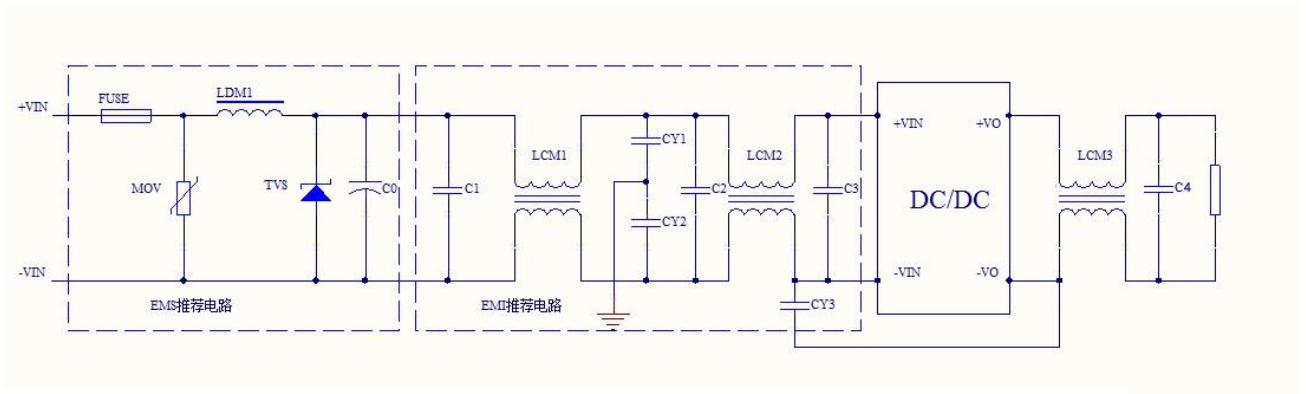 FUSE
LDM1
+VIN
MOV
TVS
C0
-VIN
EMS推荐电路
C1
LCM1
CY1
CY2
C2
LCM2
C3
EMI推荐电路
CY3
+VIN
+VO
DC/DC
-VIN
-VO
LCM3
C4